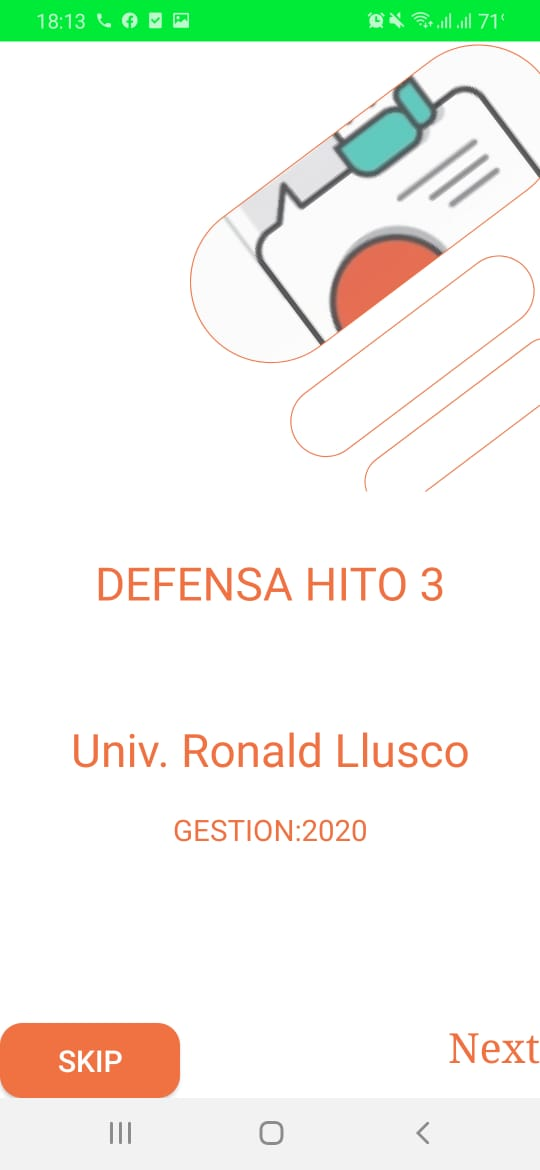 18:13
71
DEFENSA HITO 3
Univ. Ronald Llusco
GESTION:2020
SKIP
Next